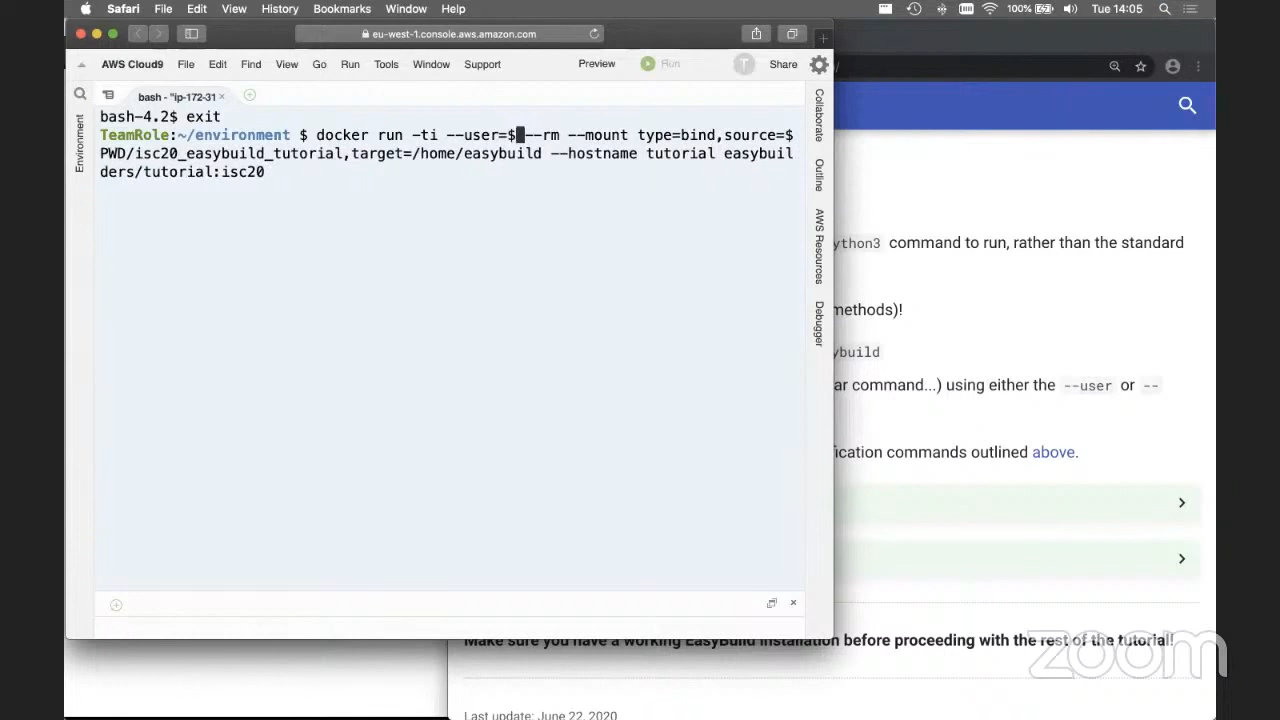 Safari File Edit View History Bookmarks Window Help 100% Tue 14:05
eu-west-1.console.aws.amazon.com
AWS Cloud9 File Edit Find View Go Run Tools Window Support Preview Run T Share
bash - "ip-172-31
bash-4.2$ exit
TeamRole:~/environment $ docker run -ti --user=$ --rm --mount type=bind,source=$
PWD/isc20_easybuild_tutorial,target=/home/easybuild --hostname tutorial easybuil
ders/tutorial:isc20
Environment
Collaborate
Outline
AWS Resources
Debugger
ython3 command to run, rather than the standard
methods)!
ybuild
ar command...) using either the --user or --
ication commands outlined above.
Make sure you have a working EasyBuild installation before proceeding with the rest of the tutorial!
zoom
Last update: June 22, 2020